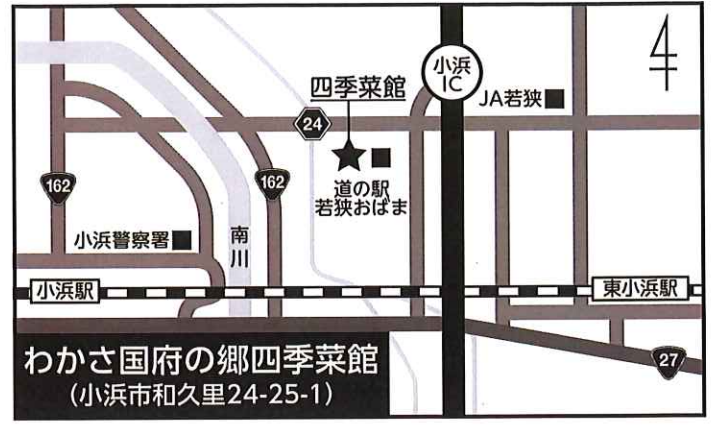 四季菜館
小浜
IC
JA若狭
24
道の駅
若狭おばま
162
162
小浜警察署
南川
小浜駅
東小浜駅
27
わかさ国府の郷四季菜館
（小浜市和久里24-25-1）